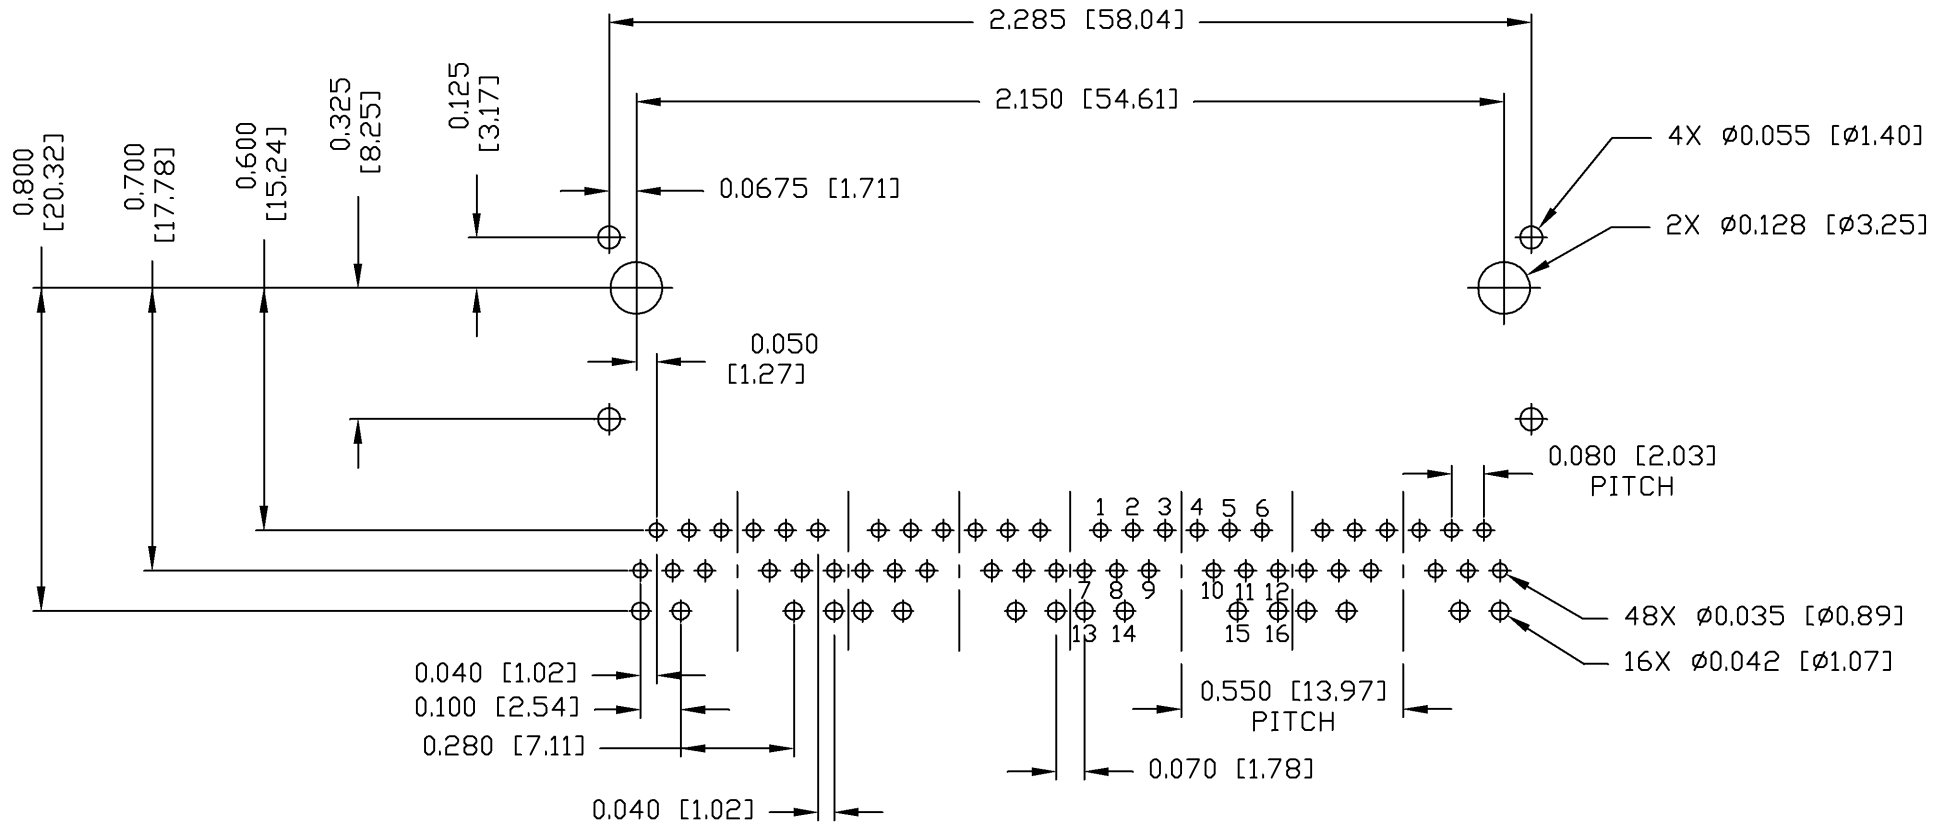 2.285 [58.04]
2.150 [54.61]
0.800
[20.32]
0.700
[17.78]
0.600
[15.24]
0.325
[8.25]
0.125
[3.17]
0.0675 [1.71]
4X Ø0.055 [Ø1.40]
2X Ø0.128 [Ø3.25]
0.050
[1.27]
0.080 [2.03]
PITCH
1 2 3 4 5 6
7 8 9 10 11 12
13 14 15 16
48X Ø0.035 [Ø0.89]
16X Ø0.042 [Ø1.07]
0.040 [1.02]
0.100 [2.54]
0.280 [7.11]
0.550 [13.97]
PITCH
0.070 [1.78]
0.040 [1.02]